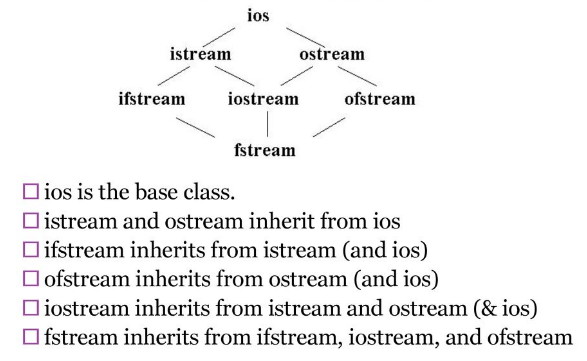 ios
istream ostream
ifstream iostream ofstream
fstream
ios is the base class.
istream and ostream inherit from ios
ifstream inherits from istream (and ios)
ofstream inherits from ostream (and ios)
iostream inherits from istream and ostream (& ios)
fstream inherits from ifstream, iostream, and ofstream